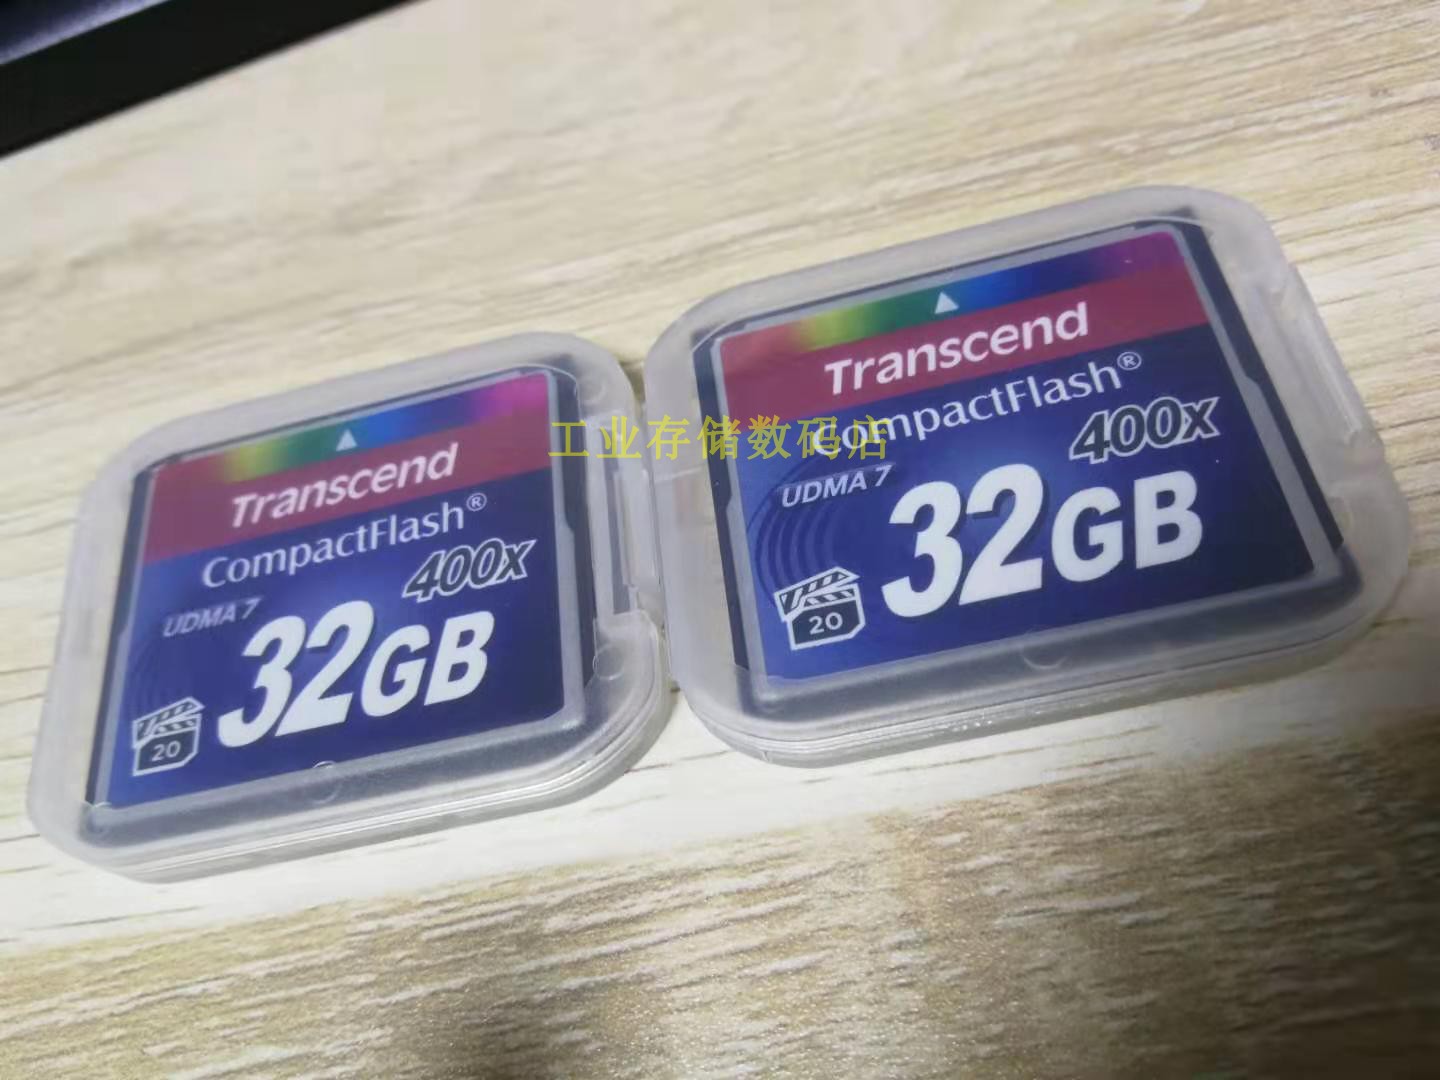 Transcend
CompactFlash®
400x
UDMA 7
32GB
20
Transcend
CompactFlash®
400x
UDMA 7
32GB
20
工业存储数码店